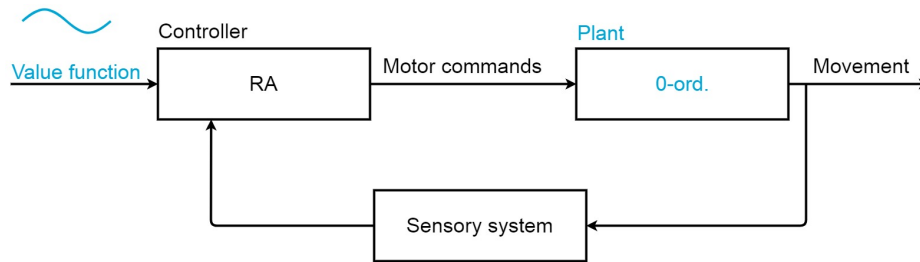 Controller
Plant
Value function
RA
Motor commands
0-ord.
Movement
Sensory system